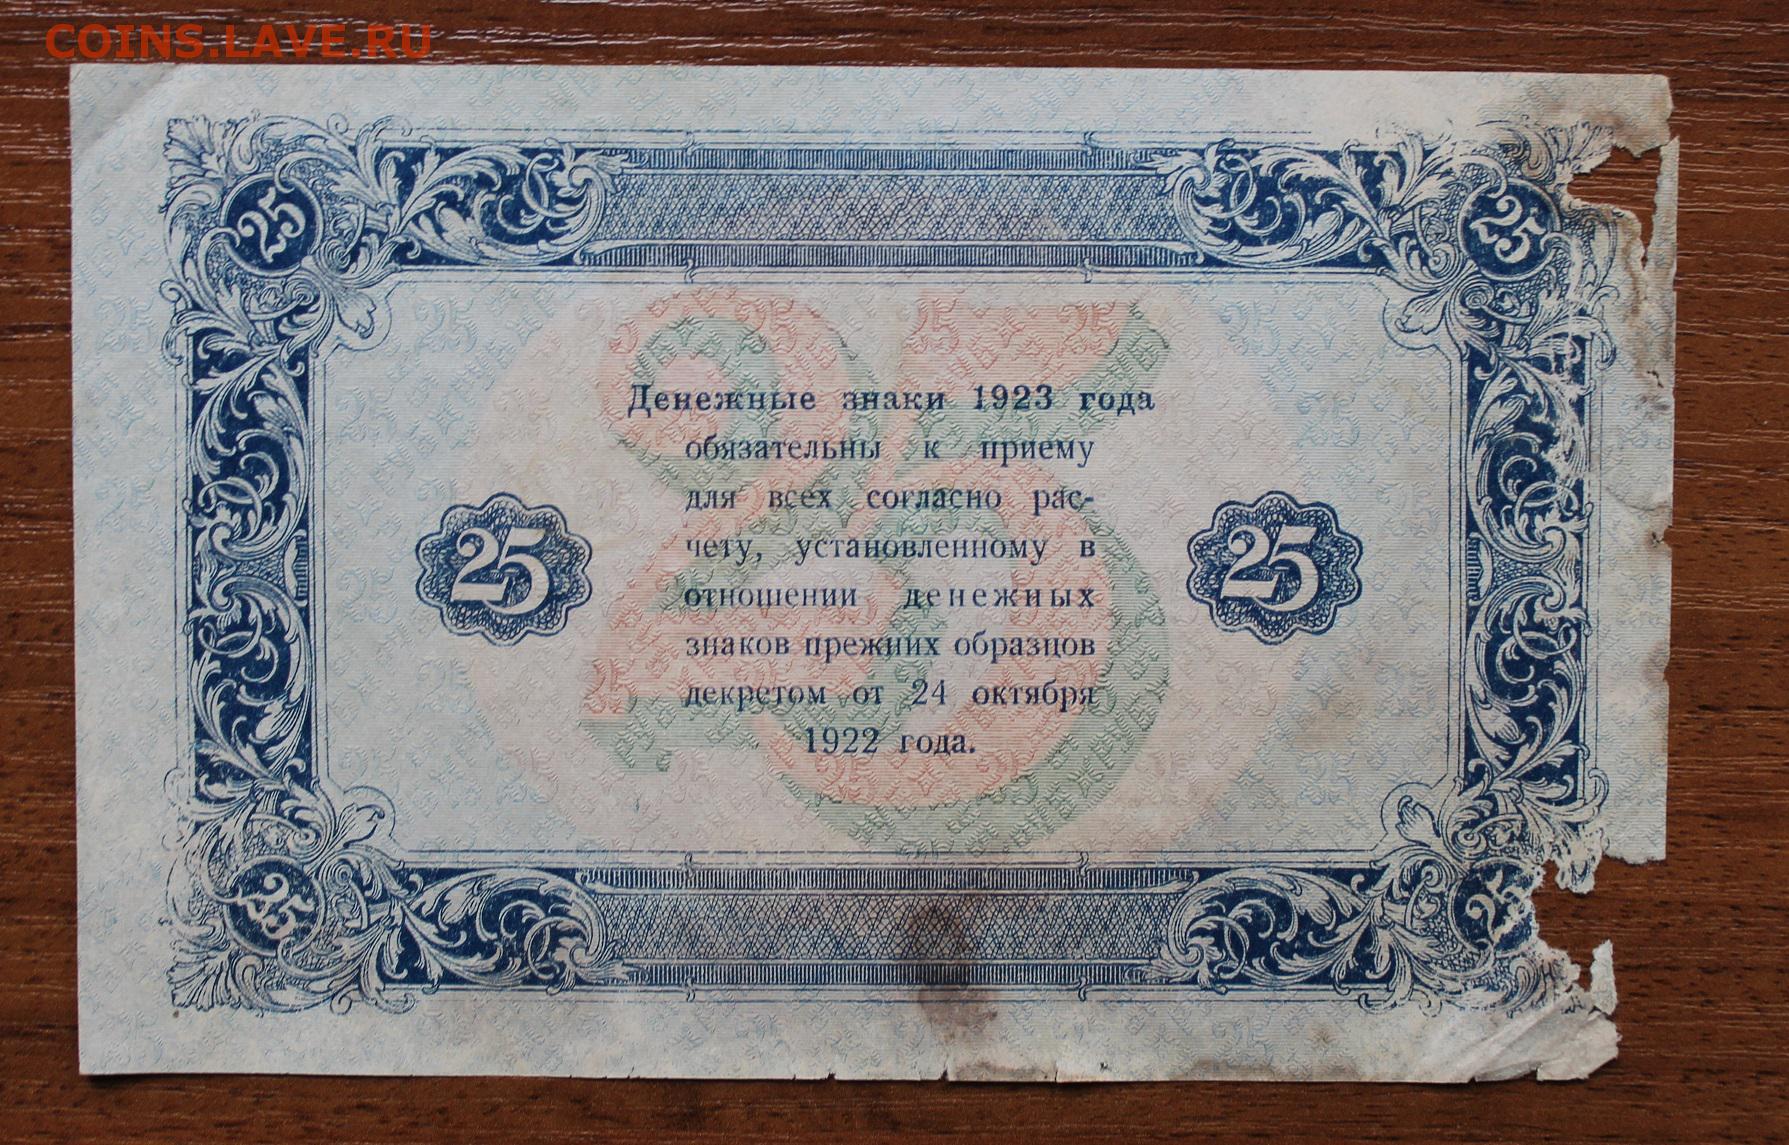 COINS.LAVE.RU
25
25
Денежные знаки 1923 года
обязательны к приему
для всех согласно рас-
чету, установленному в
25
25
отношении денежных
знаков прежних образцов
декретом от 24 октября
1922 года.
25
25